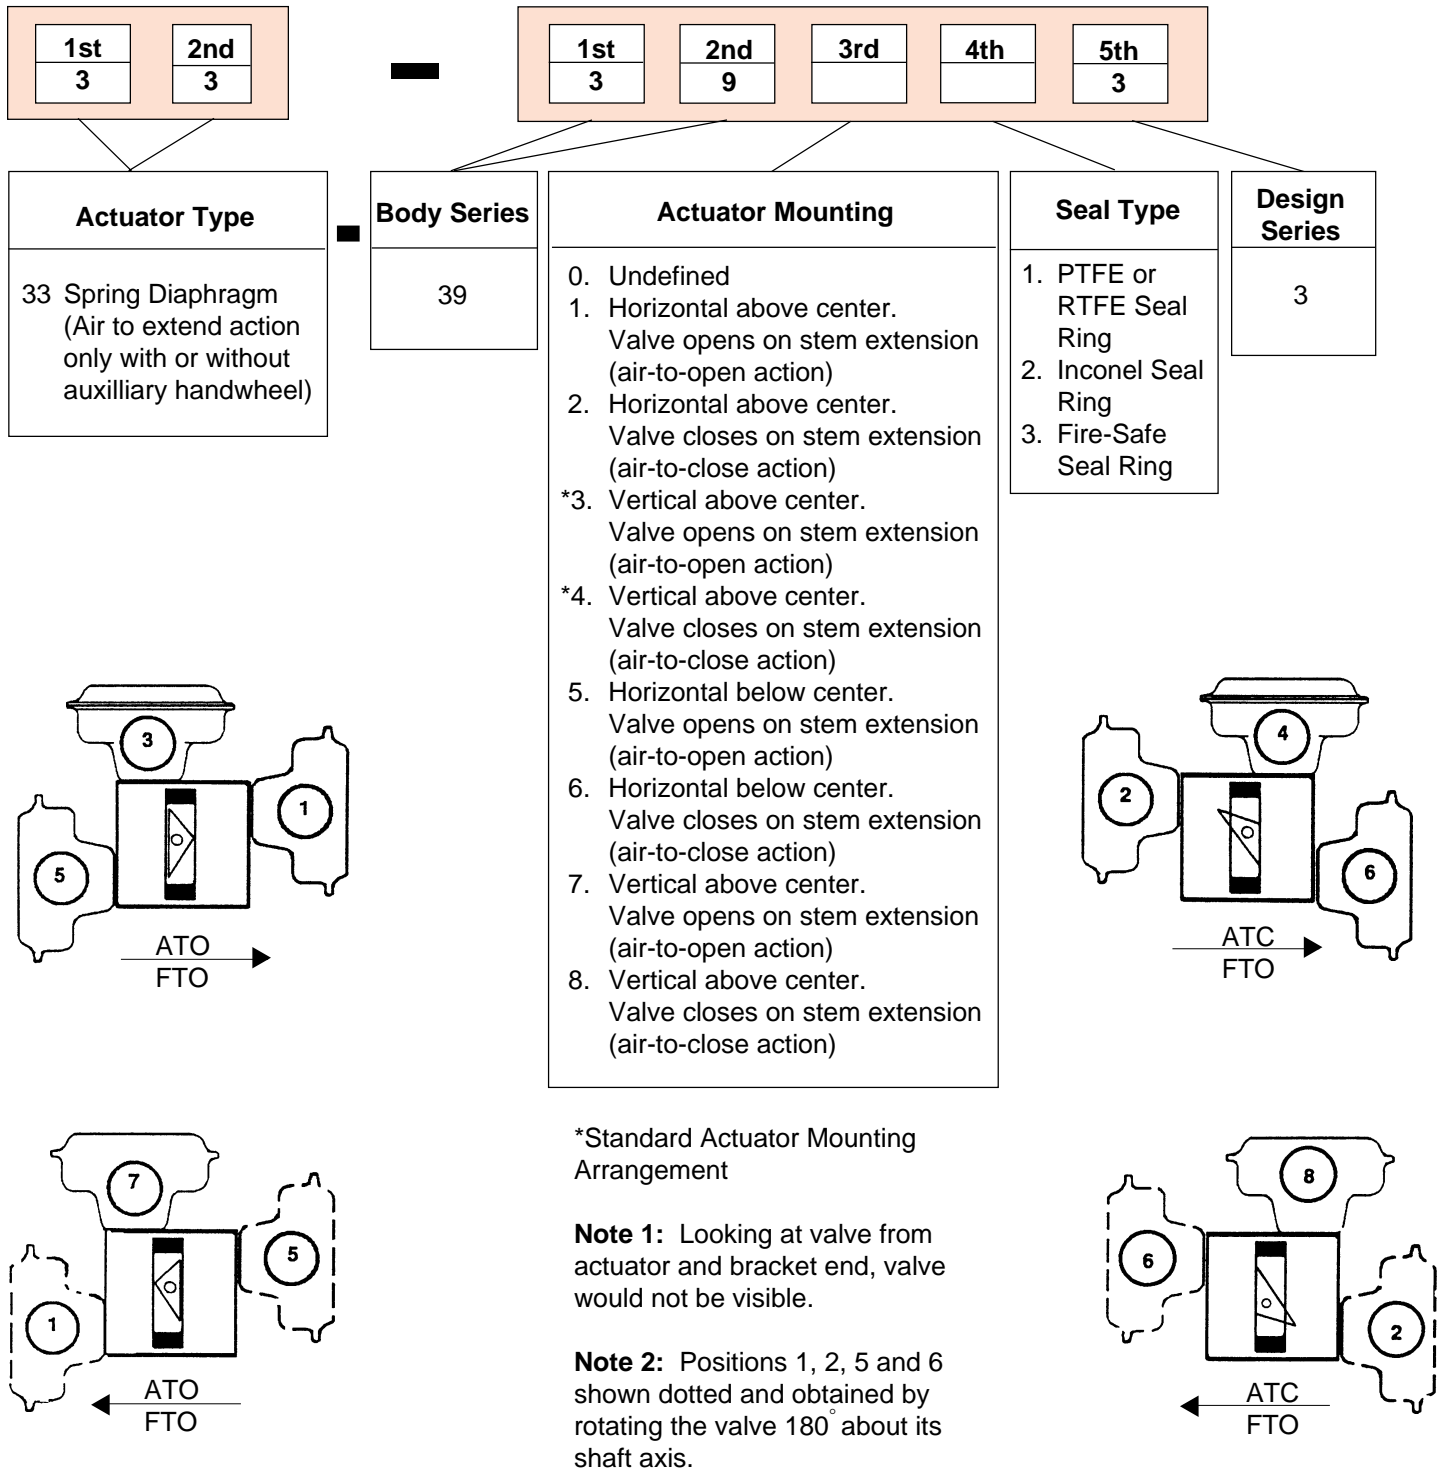 1st 2nd 1st 2nd 3rd 4th 5th
3 3 3 9 3
Actuator Type
33 Spring Diaphragm
(Air to extend action
only with or without
auxilliary handwheel)
Body Series
39
Actuator Mounting
0. Undefined
1. Horizontal above center.
Valve opens on stem extension
(air-to-open action)
2. Horizontal above center.
Valve closes on stem extension
(air-to-close action)
*3. Vertical above center.
Valve opens on stem extension
(air-to-open action)
*4. Vertical above center.
Valve closes on stem extension
(air-to-close action)
5. Horizontal below center.
Valve opens on stem extension
(air-to-open action)
6. Horizontal below center.
Valve closes on stem extension
(air-to-close action)
7. Vertical above center.
Valve opens on stem extension
(air-to-open action)
8. Vertical above center.
Valve closes on stem extension
(air-to-close action)
Seal Type
1. PTFE or
RTFE Seal
Ring
2. Inconel Seal
Ring
3. Fire-Safe
Seal Ring
Design
Series
3
3
1
5
ATO
FTO
4
2
6
ATC
FTO
7
5
1
ATO
FTO
*Standard Actuator Mounting
Arrangement
Note 1: Looking at valve from
actuator and bracket end, valve
would not be visible.
Note 2: Positions 1, 2, 5 and 6
shown dotted and obtained by
rotating the valve 180° about its
shaft axis.
8
6
2
ATC
FTO